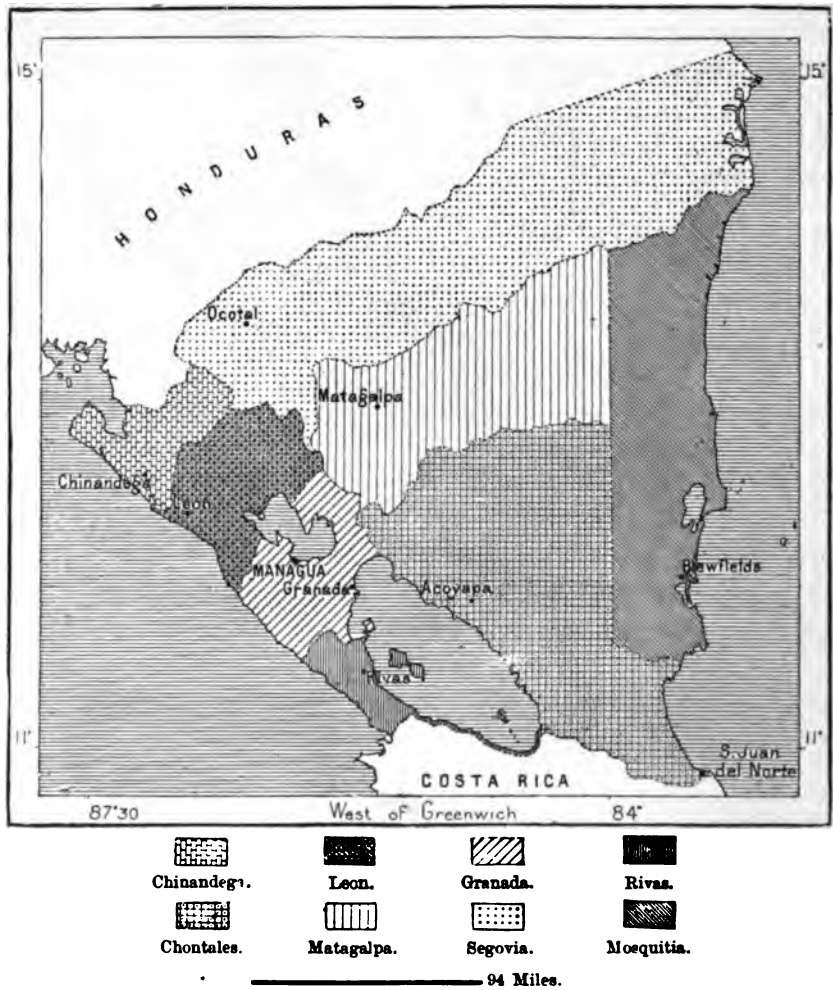 15°
15°
HONDURAS
Ocotal
Matagalpa
Chinandega
Leon
MANAGUA
Granada
Acoyapa
Blewfields
Rivas
11°
11°
S. Juan
del Norte
COSTA RICA
87°30
West of Greenwich
84°
Chinandega. Leon. Granada. Rivas.
Chontales. Matagalpa. Segovia. Mosquitia.
94 Miles.